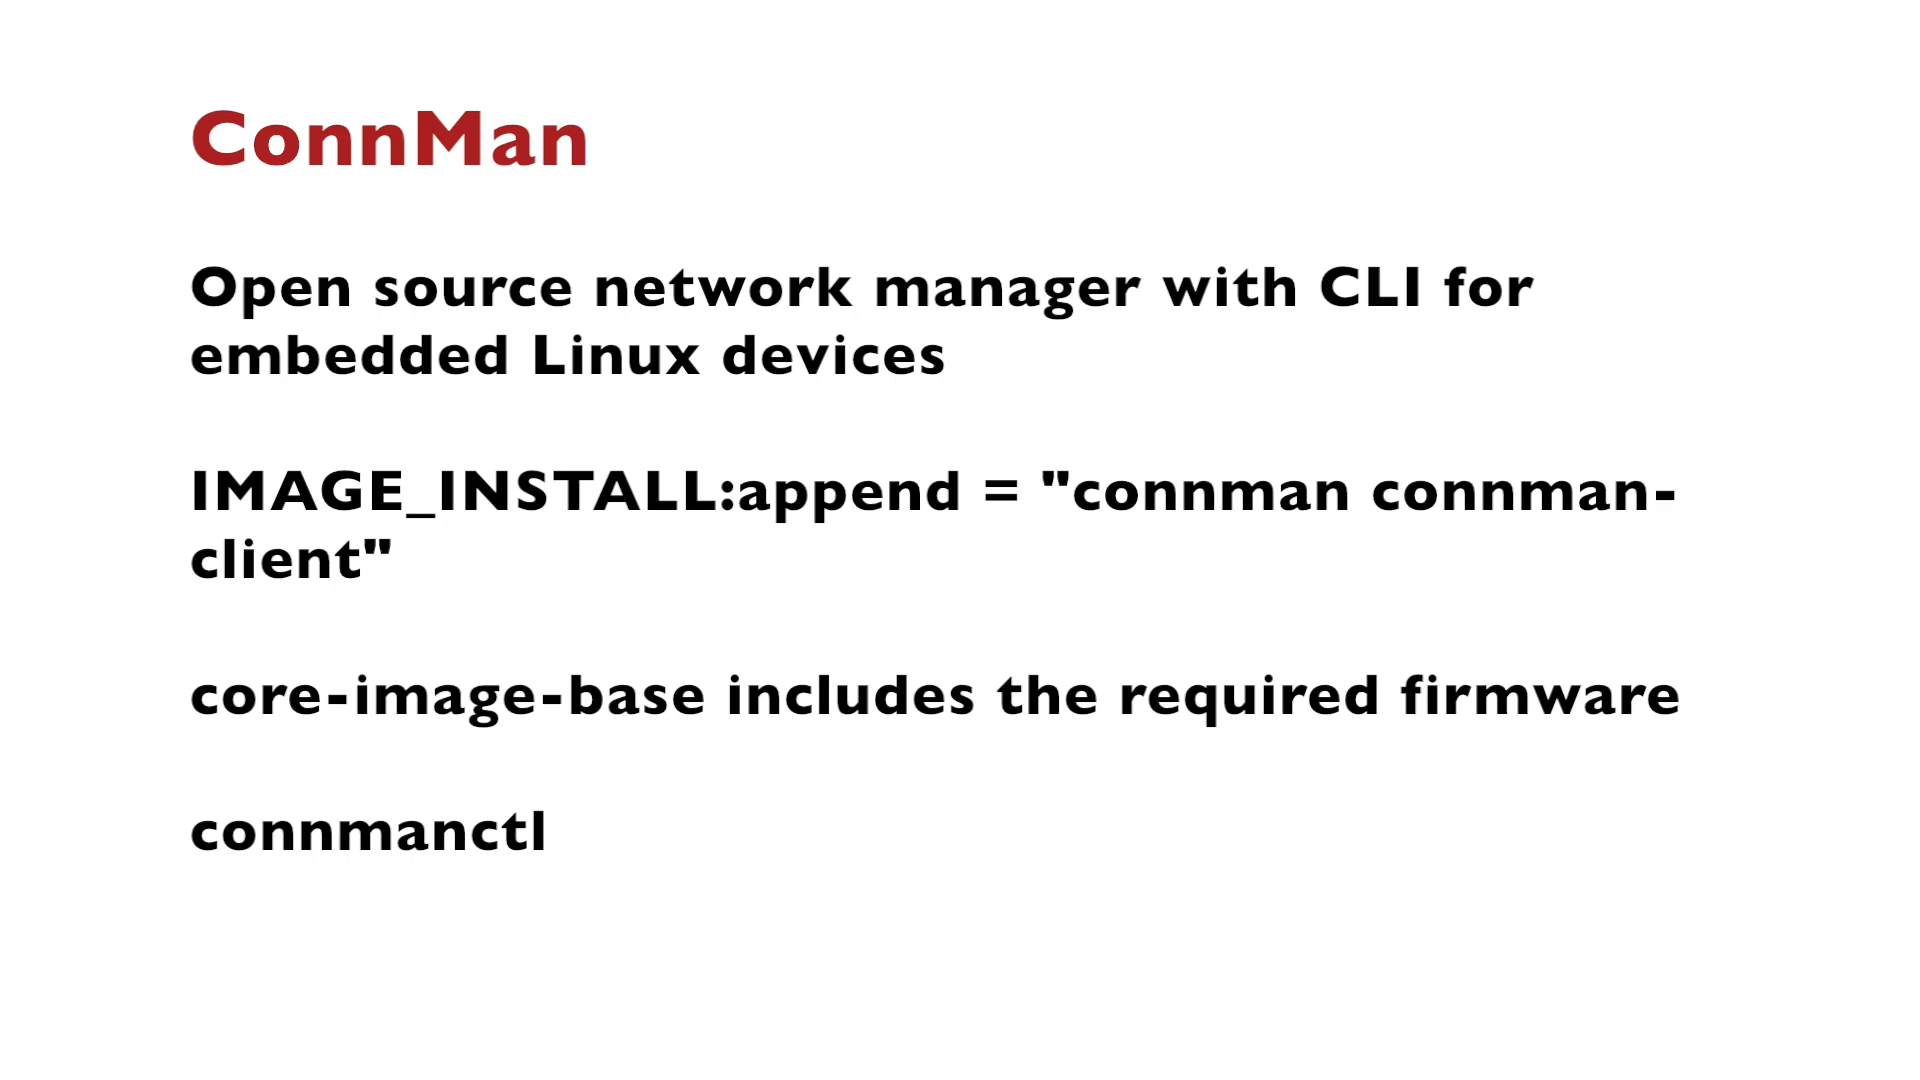 ConnMan
Open source network manager with CLI for
embedded Linux devices
IMAGE_INSTALL:append = "connman connman-
client"
core-image-base includes the required firmware
connmanctl